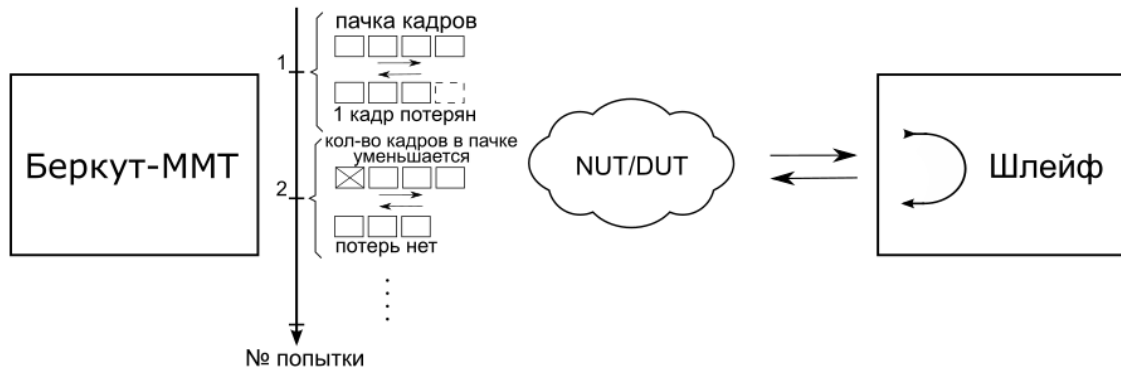 пачка кадров
1
1 кадр потерян
кол-во кадров в пачке
уменьшается
2
потерь нет
№ попытки
Беркут-ММТ
NUT/DUT
Шлейф